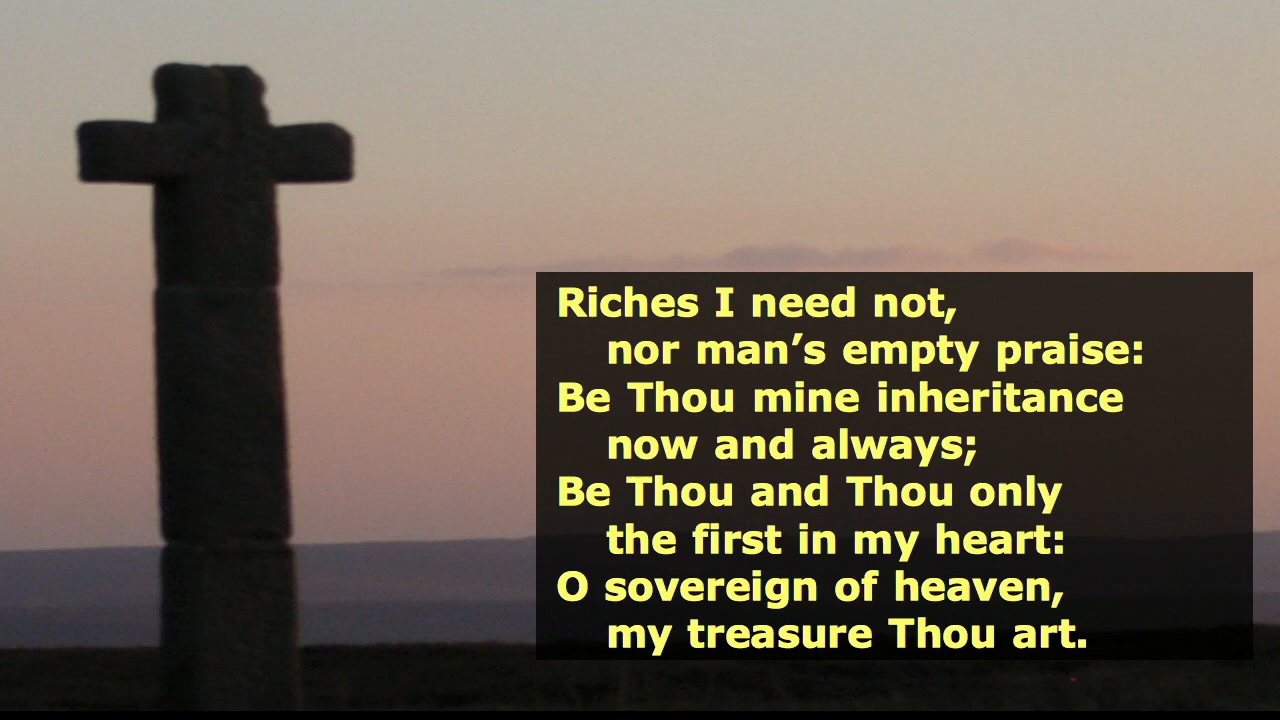 Riches I need not,
nor man’s empty praise:
Be Thou mine inheritance
now and always;
Be Thou and Thou only
the first in my heart:
O sovereign of heaven,
my treasure Thou art.